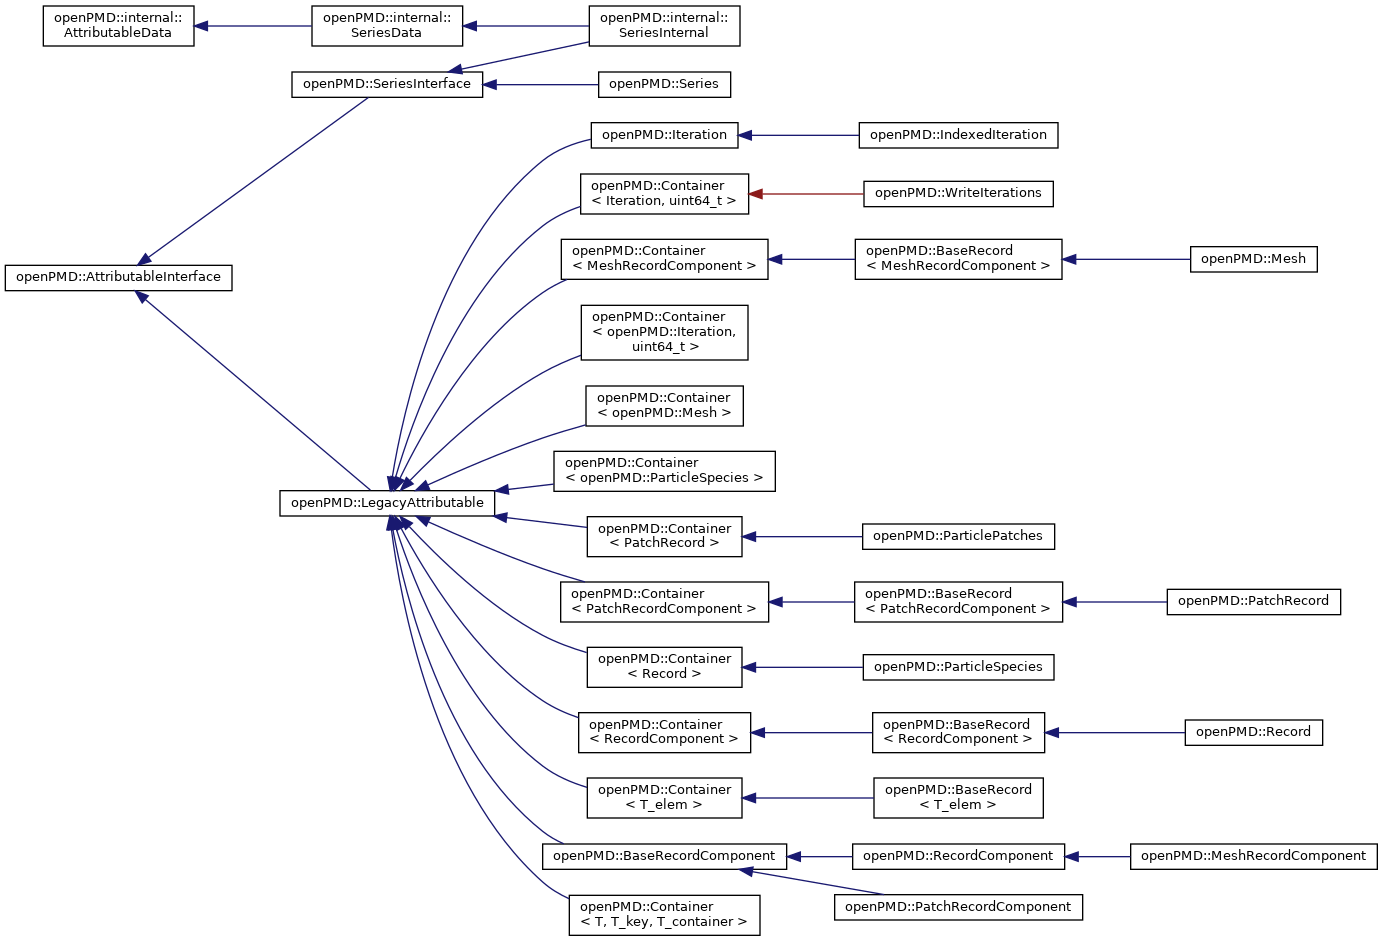 openPMD::internal::
AttributableData
openPMD::internal::
SeriesData
openPMD::internal::
SeriesInternal
openPMD::SeriesInterface
openPMD::Series
openPMD::Iteration
openPMD::IndexedIteration
openPMD::Container
< Iteration, uint64_t >
openPMD::WriteIterations
openPMD::Container
< MeshRecordComponent >
openPMD::BaseRecord
< MeshRecordComponent >
openPMD::Mesh
openPMD::AttributableInterface
openPMD::Container
< openPMD::Iteration,
uint64_t >
openPMD::Container
< openPMD::Mesh >
openPMD::Container
< openPMD::ParticleSpecies >
openPMD::LegacyAttributable
openPMD::Container
< PatchRecord >
openPMD::ParticlePatches
openPMD::Container
< PatchRecordComponent >
openPMD::BaseRecord
< PatchRecordComponent >
openPMD::PatchRecord
openPMD::Container
< Record >
openPMD::ParticleSpecies
openPMD::Container
< RecordComponent >
openPMD::BaseRecord
< RecordComponent >
openPMD::Record
openPMD::Container
< T_elem >
openPMD::BaseRecord
< T_elem >
openPMD::BaseRecordComponent
openPMD::RecordComponent
openPMD::MeshRecordComponent
openPMD::PatchRecordComponent
openPMD::Container
< T, T_key, T_container >